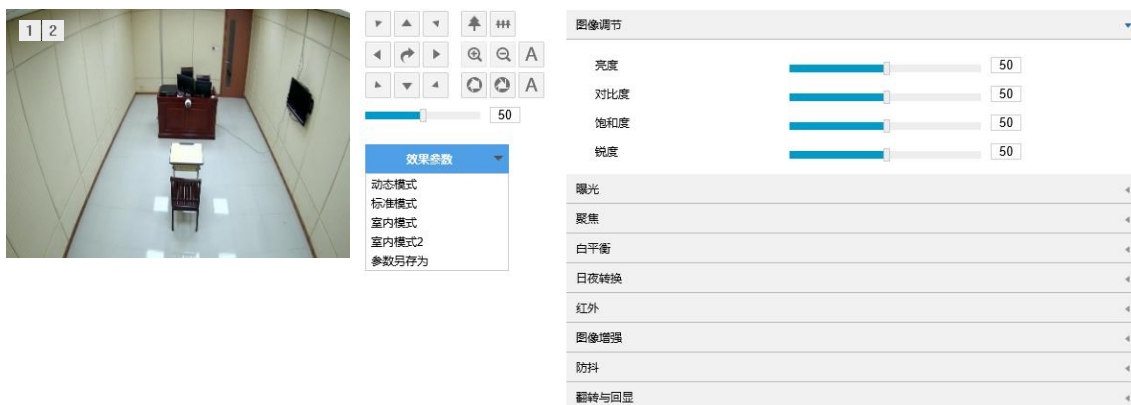 1 2
A
A
50
效果参数
动态模式
标准模式
室内模式
室内模式2
参数另存为
图像调节
亮度 50
对比度 50
饱和度 50
锐度 50
曝光
聚焦
白平衡
日夜转换
红外
图像增强
防抖
翻转与回显